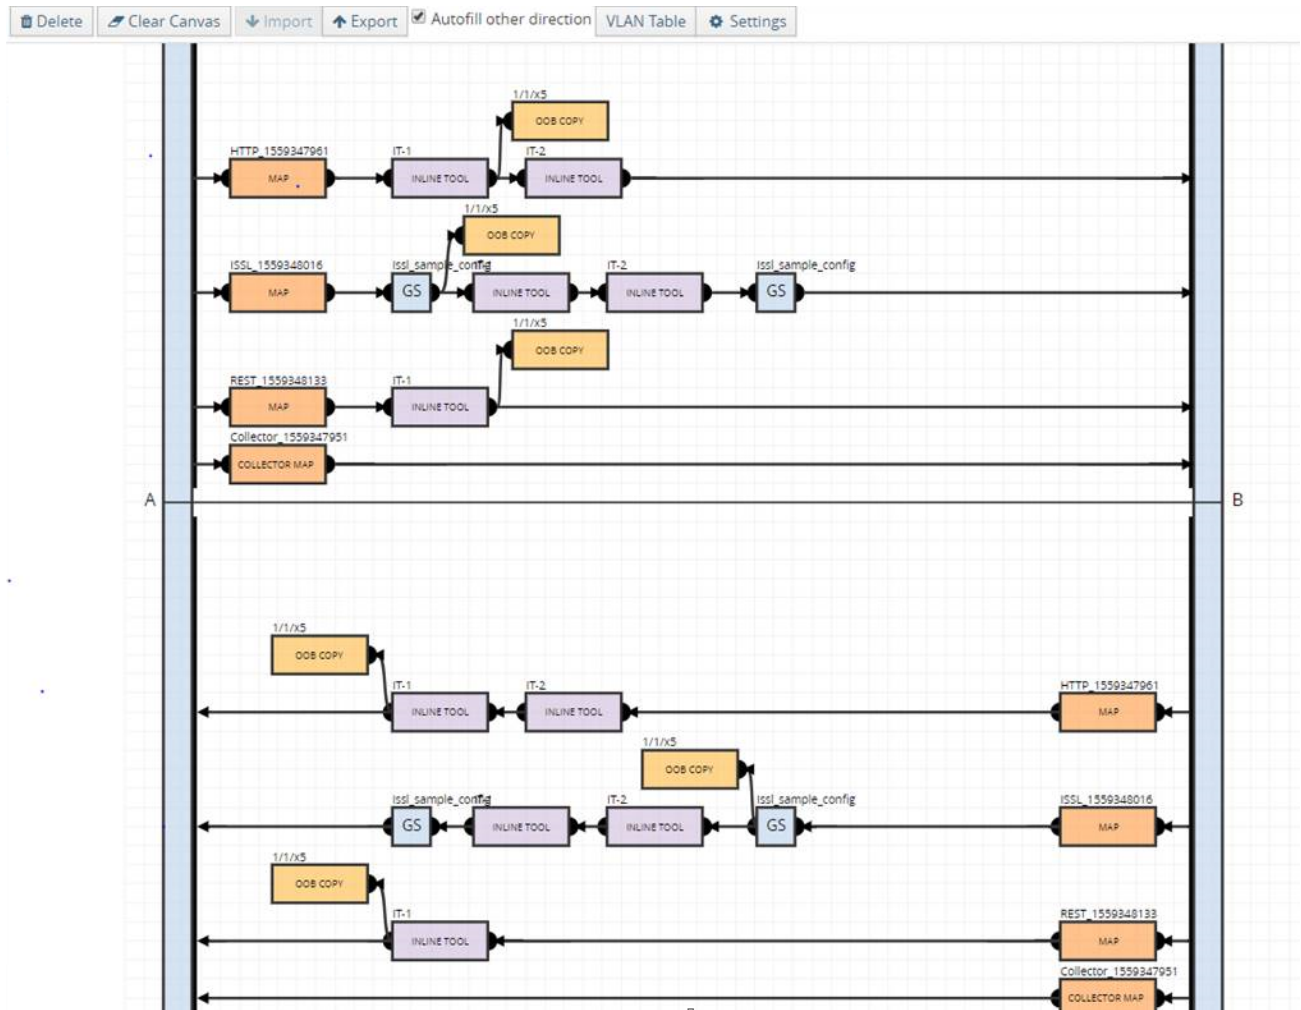 Delete Clear Canvas Import Export Autofill other direction VLAN Table Settings
1/1/x5
OOB COPY
HTTP_1559347961 IT-1 IT-2
MAP INLINE TOOL INLINE TOOL
1/1/x5
OOB COPY
ISSL_1559348016 issl_sample_config IT-2 issl_sample_config
MAP GS INLINE TOOL INLINE TOOL GS
1/1/x5
OOB COPY
REST_1559348133 IT-1
MAP INLINE TOOL
Collector_1559347951
COLLECTOR MAP
A B
1/1/x5
OOB COPY
IT-1 IT-2 HTTP_1559347961
INLINE TOOL INLINE TOOL MAP
1/1/x5
OOB COPY
issl_sample_config IT-2 issl_sample_config ISSL_1559348016
GS INLINE TOOL INLINE TOOL GS MAP
1/1/x5
OOB COPY
IT-1 REST_1559348133
INLINE TOOL MAP
Collector_1559347951
COLLECTOR MAP